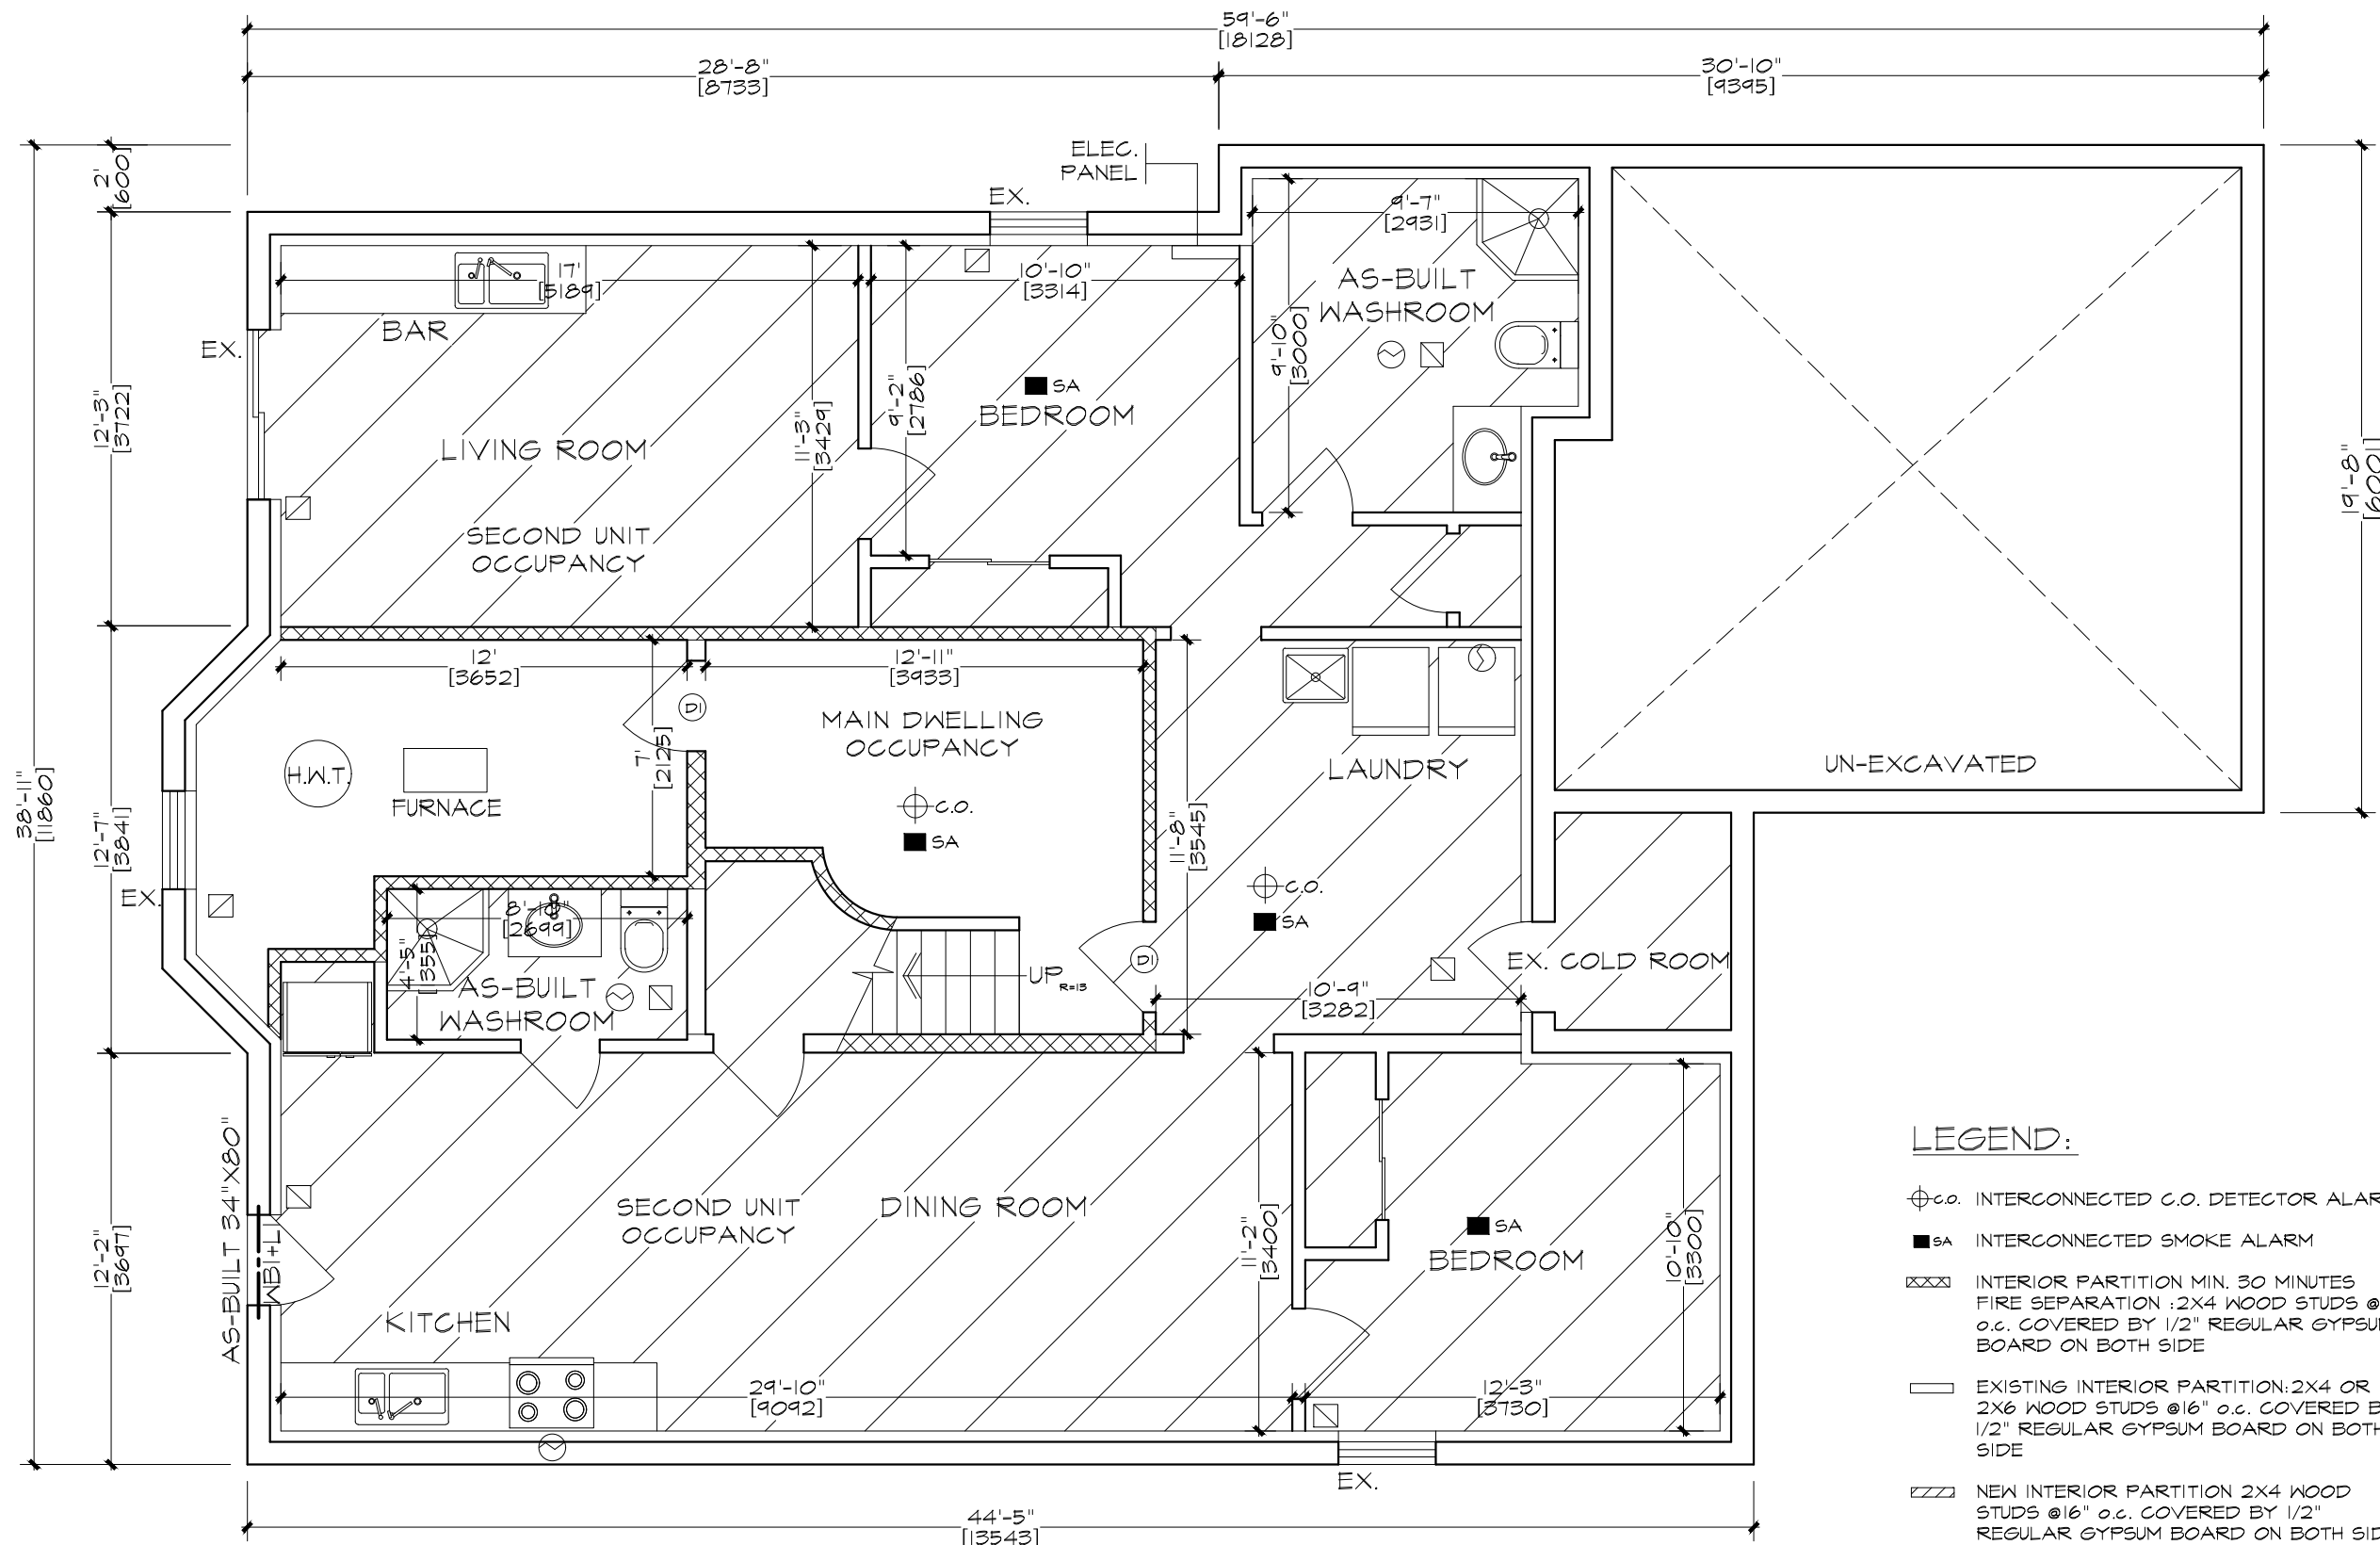 59'-6"
[18128]
28'-8"
[8733]
30'-10"
[9395]
2'
[600]
ELEC.
PANEL
EX.
9'-7"
[2931]
17'
[5189]
10'-10"
[3314]
AS-BUILT
WASHROOM
BAR
EX.
9'-10"
[3000]
12'-3"
[3722]
9'-2"
[2786]
SA
BEDROOM
11'-3"
[3429]
LIVING ROOM
19'-8"
SECOND UNIT
OCCUPANCY
12'
[3652]
12'-11"
[3933]
D1
MAIN DWELLING
OCCUPANCY
7'
[2125]
H.W.T.
FURNACE
LAUNDRY
UN-EXCAVATED
38'-11"
[11860]
12'-7"
[3841]
C.O.
SA
11'-8"
[3545]
EX.
C.O.
SA
[2699]
4'-5"
D1
EX. COLD ROOM
AS-BUILT
WASHROOM
UP
R=13
10'-9"
[3282]
LEGEND:
C.O. INTERCONNECTED C.O. DETECTOR
SA INTERCONNECTED SMOKE ALARM
INTERIOR PARTITION MIN. 30 MINUTES
FIRE SEPARATION :2X4 WOOD STUDS @
o.c. COVERED BY 1/2" REGULAR
BOARD ON BOTH SIDE
EXISTING INTERIOR PARTITION:2X4 OR
2X6 WOOD STUDS @16" o.c. COVERED
1/2" REGULAR GYPSUM BOARD ON BOTH
SIDE
NEW INTERIOR PARTITION 2X4 WOOD
STUDS @16" o.c. COVERED BY 1/2"
REGULAR GYPSUM BOARD ON BOTH
AS-BUILT 34"X80"
WB1+L1
12'-2"
[3697]
SECOND UNIT
OCCUPANCY
DINING ROOM
11'-2"
[3400]
SA
BEDROOM
10'-10"
[3300]
KITCHEN
29'-10"
[9092]
12'-3"
[3730]
EX.
44'-5"
[13543]